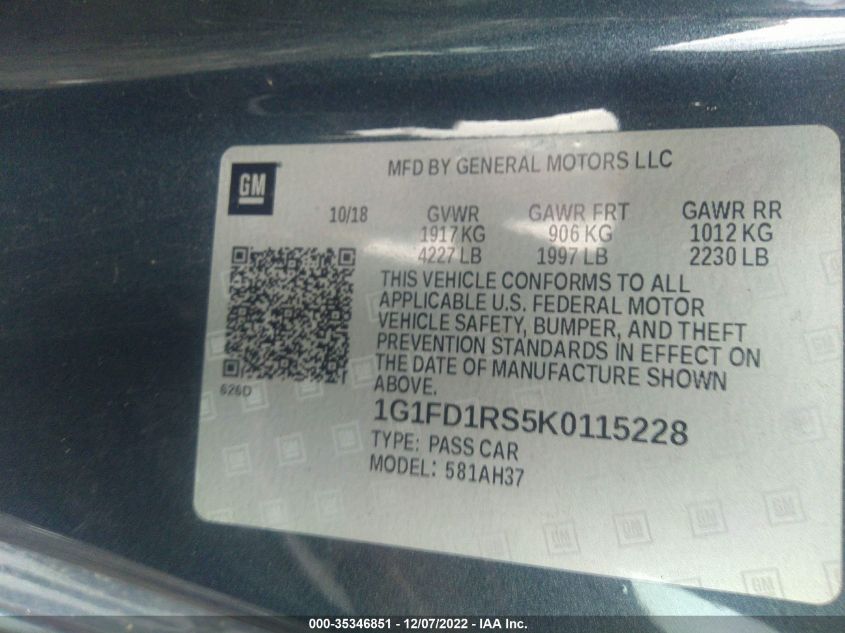 MFD BY GENERAL MOTORS LLC
GM
10/18 GVWR GAWR FRT GAWR RR
1917 KG 906 KG 1012 KG
4227 LB 1997 LB 2230 LB
THIS VEHICLE CONFORMS TO ALL
APPLICABLE U.S. FEDERAL MOTOR
VEHICLE SAFETY, BUMPER, AND THEFT
PREVENTION STANDARDS IN EFFECT ON
THE DATE OF MANUFACTURE SHOWN
ABOVE.
626D
1G1FD1RS5K0115228
TYPE: PASS CAR
MODEL: 581AH37
GM
000-35346851 - 12/07/2022 - IAA Inc.